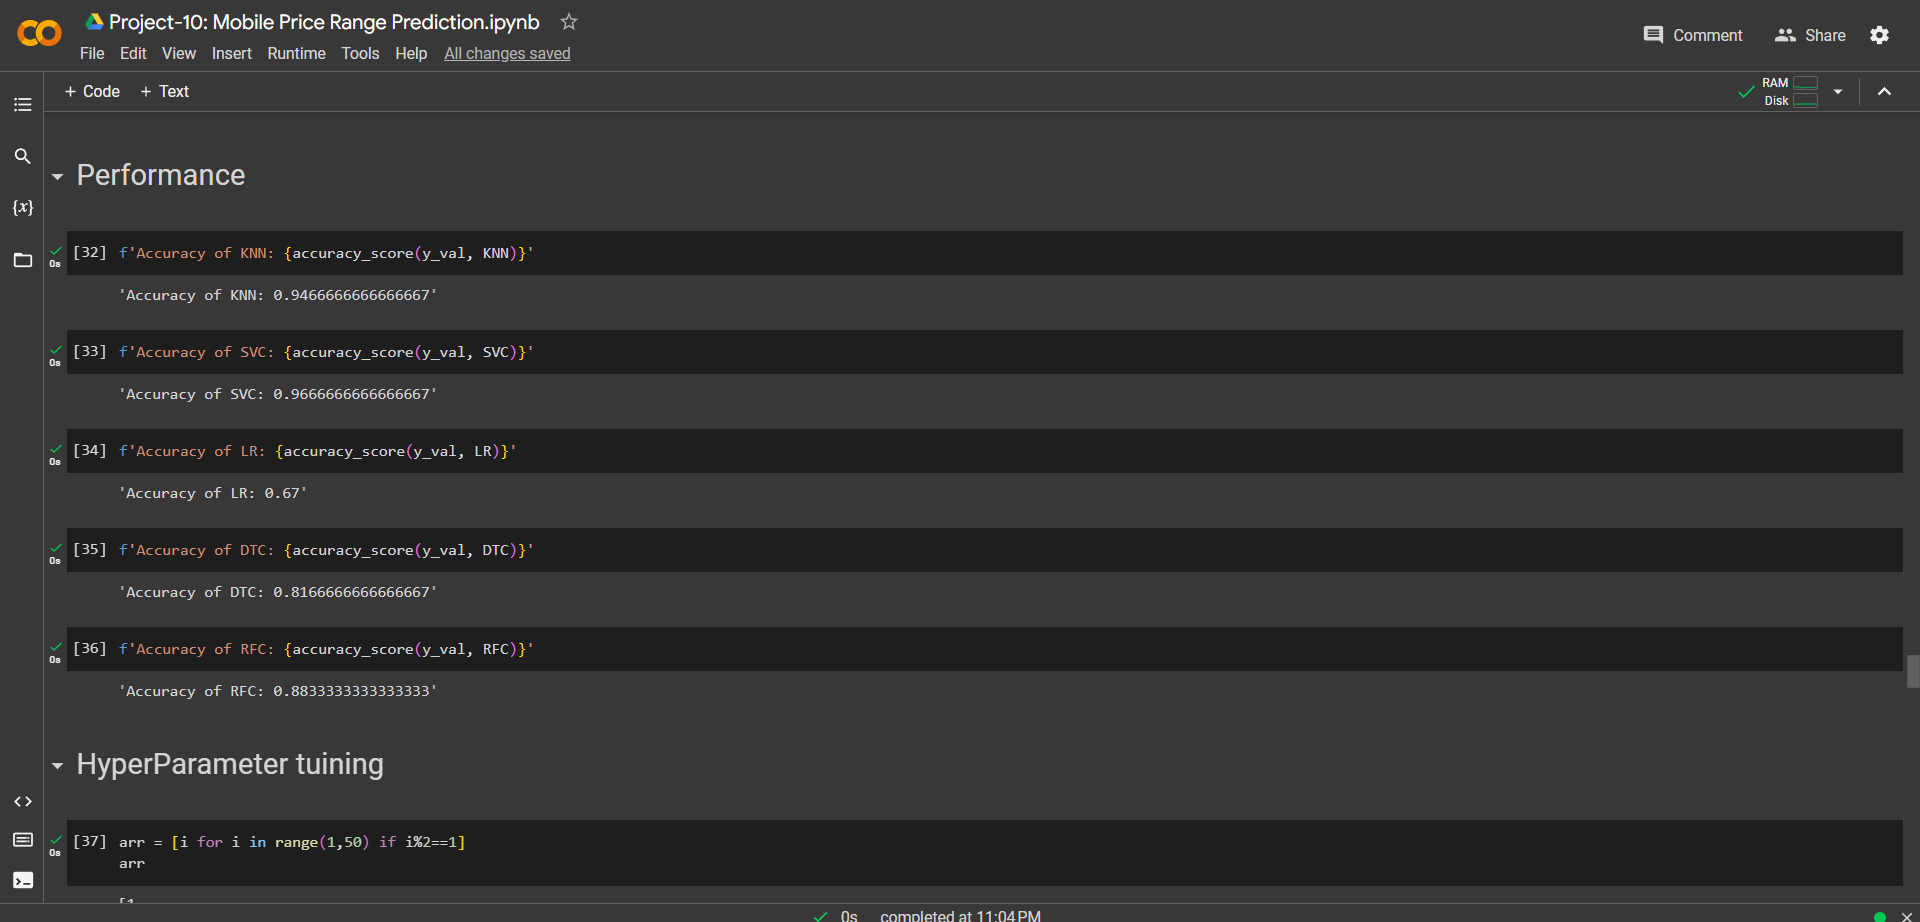 Project-10: Mobile Price Range Prediction.ipynb
File Edit View Insert Runtime Tools Help All changes saved
Comment Share
+ Code + Text
RAM
Disk
{x}
Performance
[32] f'Accuracy of KNN: {accuracy_score(y_val, KNN)}'
0s
'Accuracy of KNN: 0.9466666666666667'
[33] f'Accuracy of SVC: {accuracy_score(y_val, SVC)}'
0s
'Accuracy of SVC: 0.9666666666666667'
[34] f'Accuracy of LR: {accuracy_score(y_val, LR)}'
0s
'Accuracy of LR: 0.67'
[35] f'Accuracy of DTC: {accuracy_score(y_val, DTC)}'
0s
'Accuracy of DTC: 0.8166666666666667'
[36] f'Accuracy of RFC: {accuracy_score(y_val, RFC)}'
0s
'Accuracy of RFC: 0.8833333333333333'
HyperParameter tuining
[37] arr = [i for i in range(1,50) if i%2==1]
0s
arr
[1,
0s completed at 11:04 PM